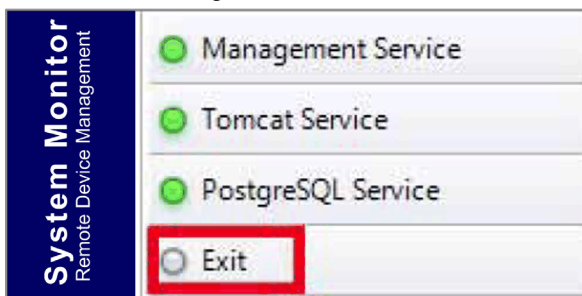 System Monitor
Remote Device Management
Management Service
Tomcat Service
PostgreSQL Service
Exit